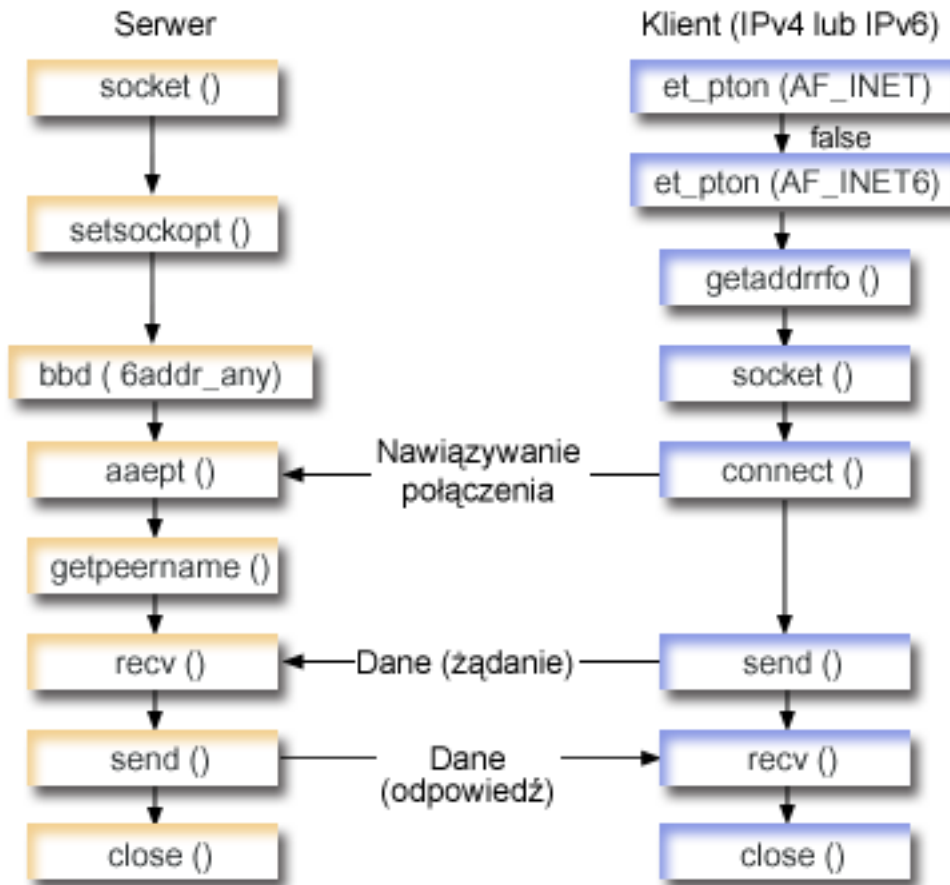 Serwer
socket ()
setsockopt ()
bbd ( 6addr_any)
aaept ()
getpeername ()
recv ()
send ()
close ()
Nawiązywanie
połączenia
Dane (żądanie)
Dane
(odpowiedź)
Klient (IPv4 lub IPv6)
et_pton (AF_INET)
false
et_pton (AF_INET6)
getaddrrfo ()
socket ()
connect ()
send ()
recv ()
close ()